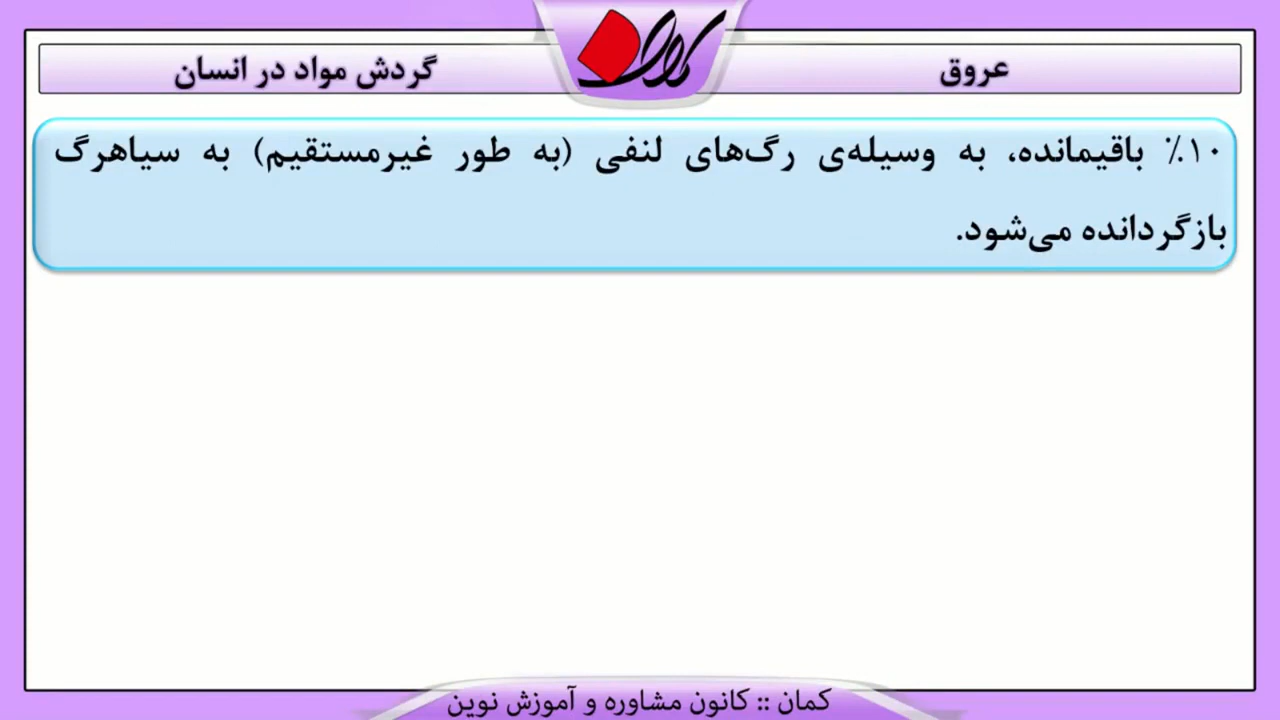 عروق
گردش مواد در انسان
کمان
۱۰٪ باقیمانده، به وسیله‌ی رگ‌های لنفی (به طور غیرمستقیم) به سیاهرگ
بازگردانده می‌شود.
کمان :: کانون مشاوره و آموزش نوین